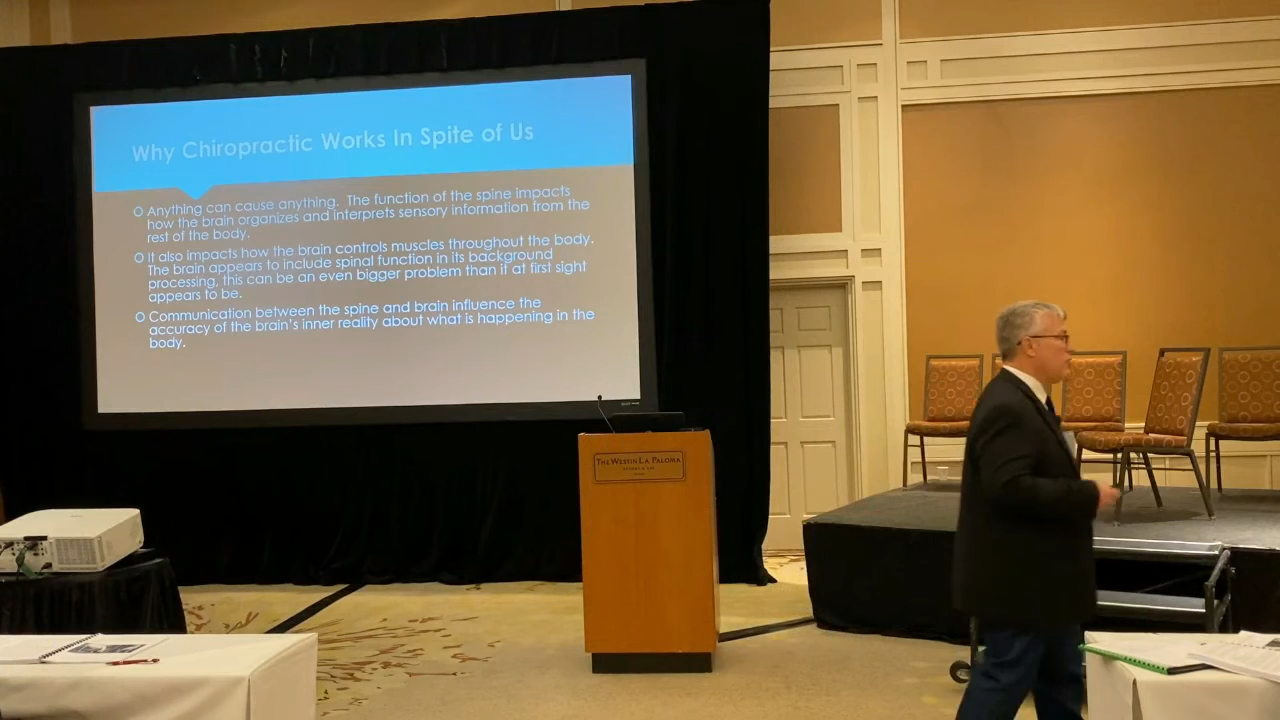 Why Chiropractic Works In Spite of Us
O Anything can cause anything. The function of the spine impacts
how the brain organizes and interprets sensory information from the
rest of the body.
O It also impacts how the brain controls muscles throughout the body.
The brain appears to include spinal function in its background
processing, this can be an even bigger problem than it at first sight
appears to be.
O Communication between the spine and brain influence the
accuracy of the brain's inner reality about what is happening in the
body.
THE WESTIN LA PALOMA